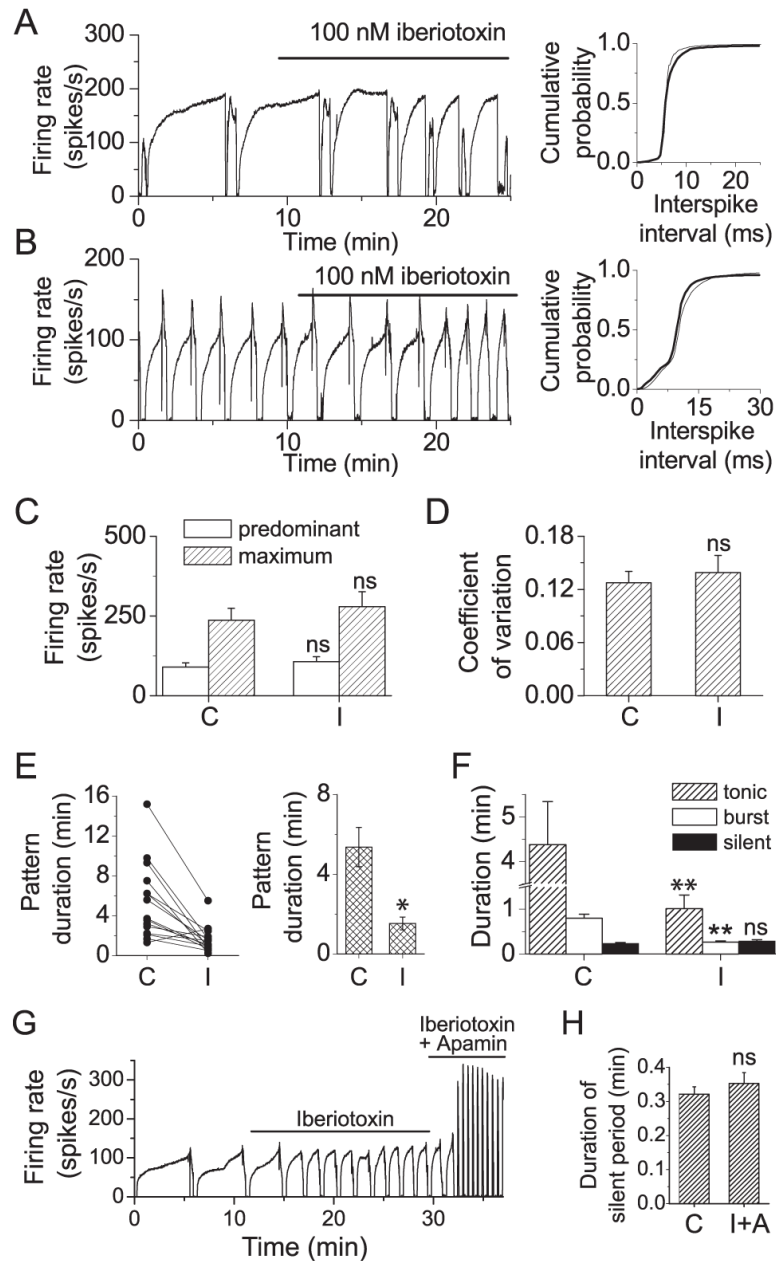 A
Firing rate
(spikes/s)
300
200
100
0
100 nM iberiotoxin
0 10 20
Time (min)
Cumulative
probability
1.0
0.5
0.0
5 15 25
Interspike
interval (ms)
B
Firing rate
(spikes/s)
200
100
0
100 nM iberiotoxin
0 10 20
Time (min)
Cumulative
probability
1.0
0.5
0.0
0 15 30
Interspike
interval (ms)
C
Firing rate
(spikes/s)
500
250
0
predominant
maximum
ns
ns
C I
D
Coefficient
of variation
0.18
0.12
0.06
0.00
ns
C I
E
Pattern
duration (min)
16
12
8
4
0
C I
Pattern
duration (min)
8
4
0
*
C I
F
Duration (min)
5
4
1
0
tonic
burst
silent
**
**
ns
C I
G
Firing rate
(spikes/s)
300
200
100
0
Iberiotoxin
Iberiotoxin
+ Apamin
0 10 20 30
Time (min)
H
Duration of
silent period (min)
0.4
0.3
0.2
0.1
0.0
ns
C I+A